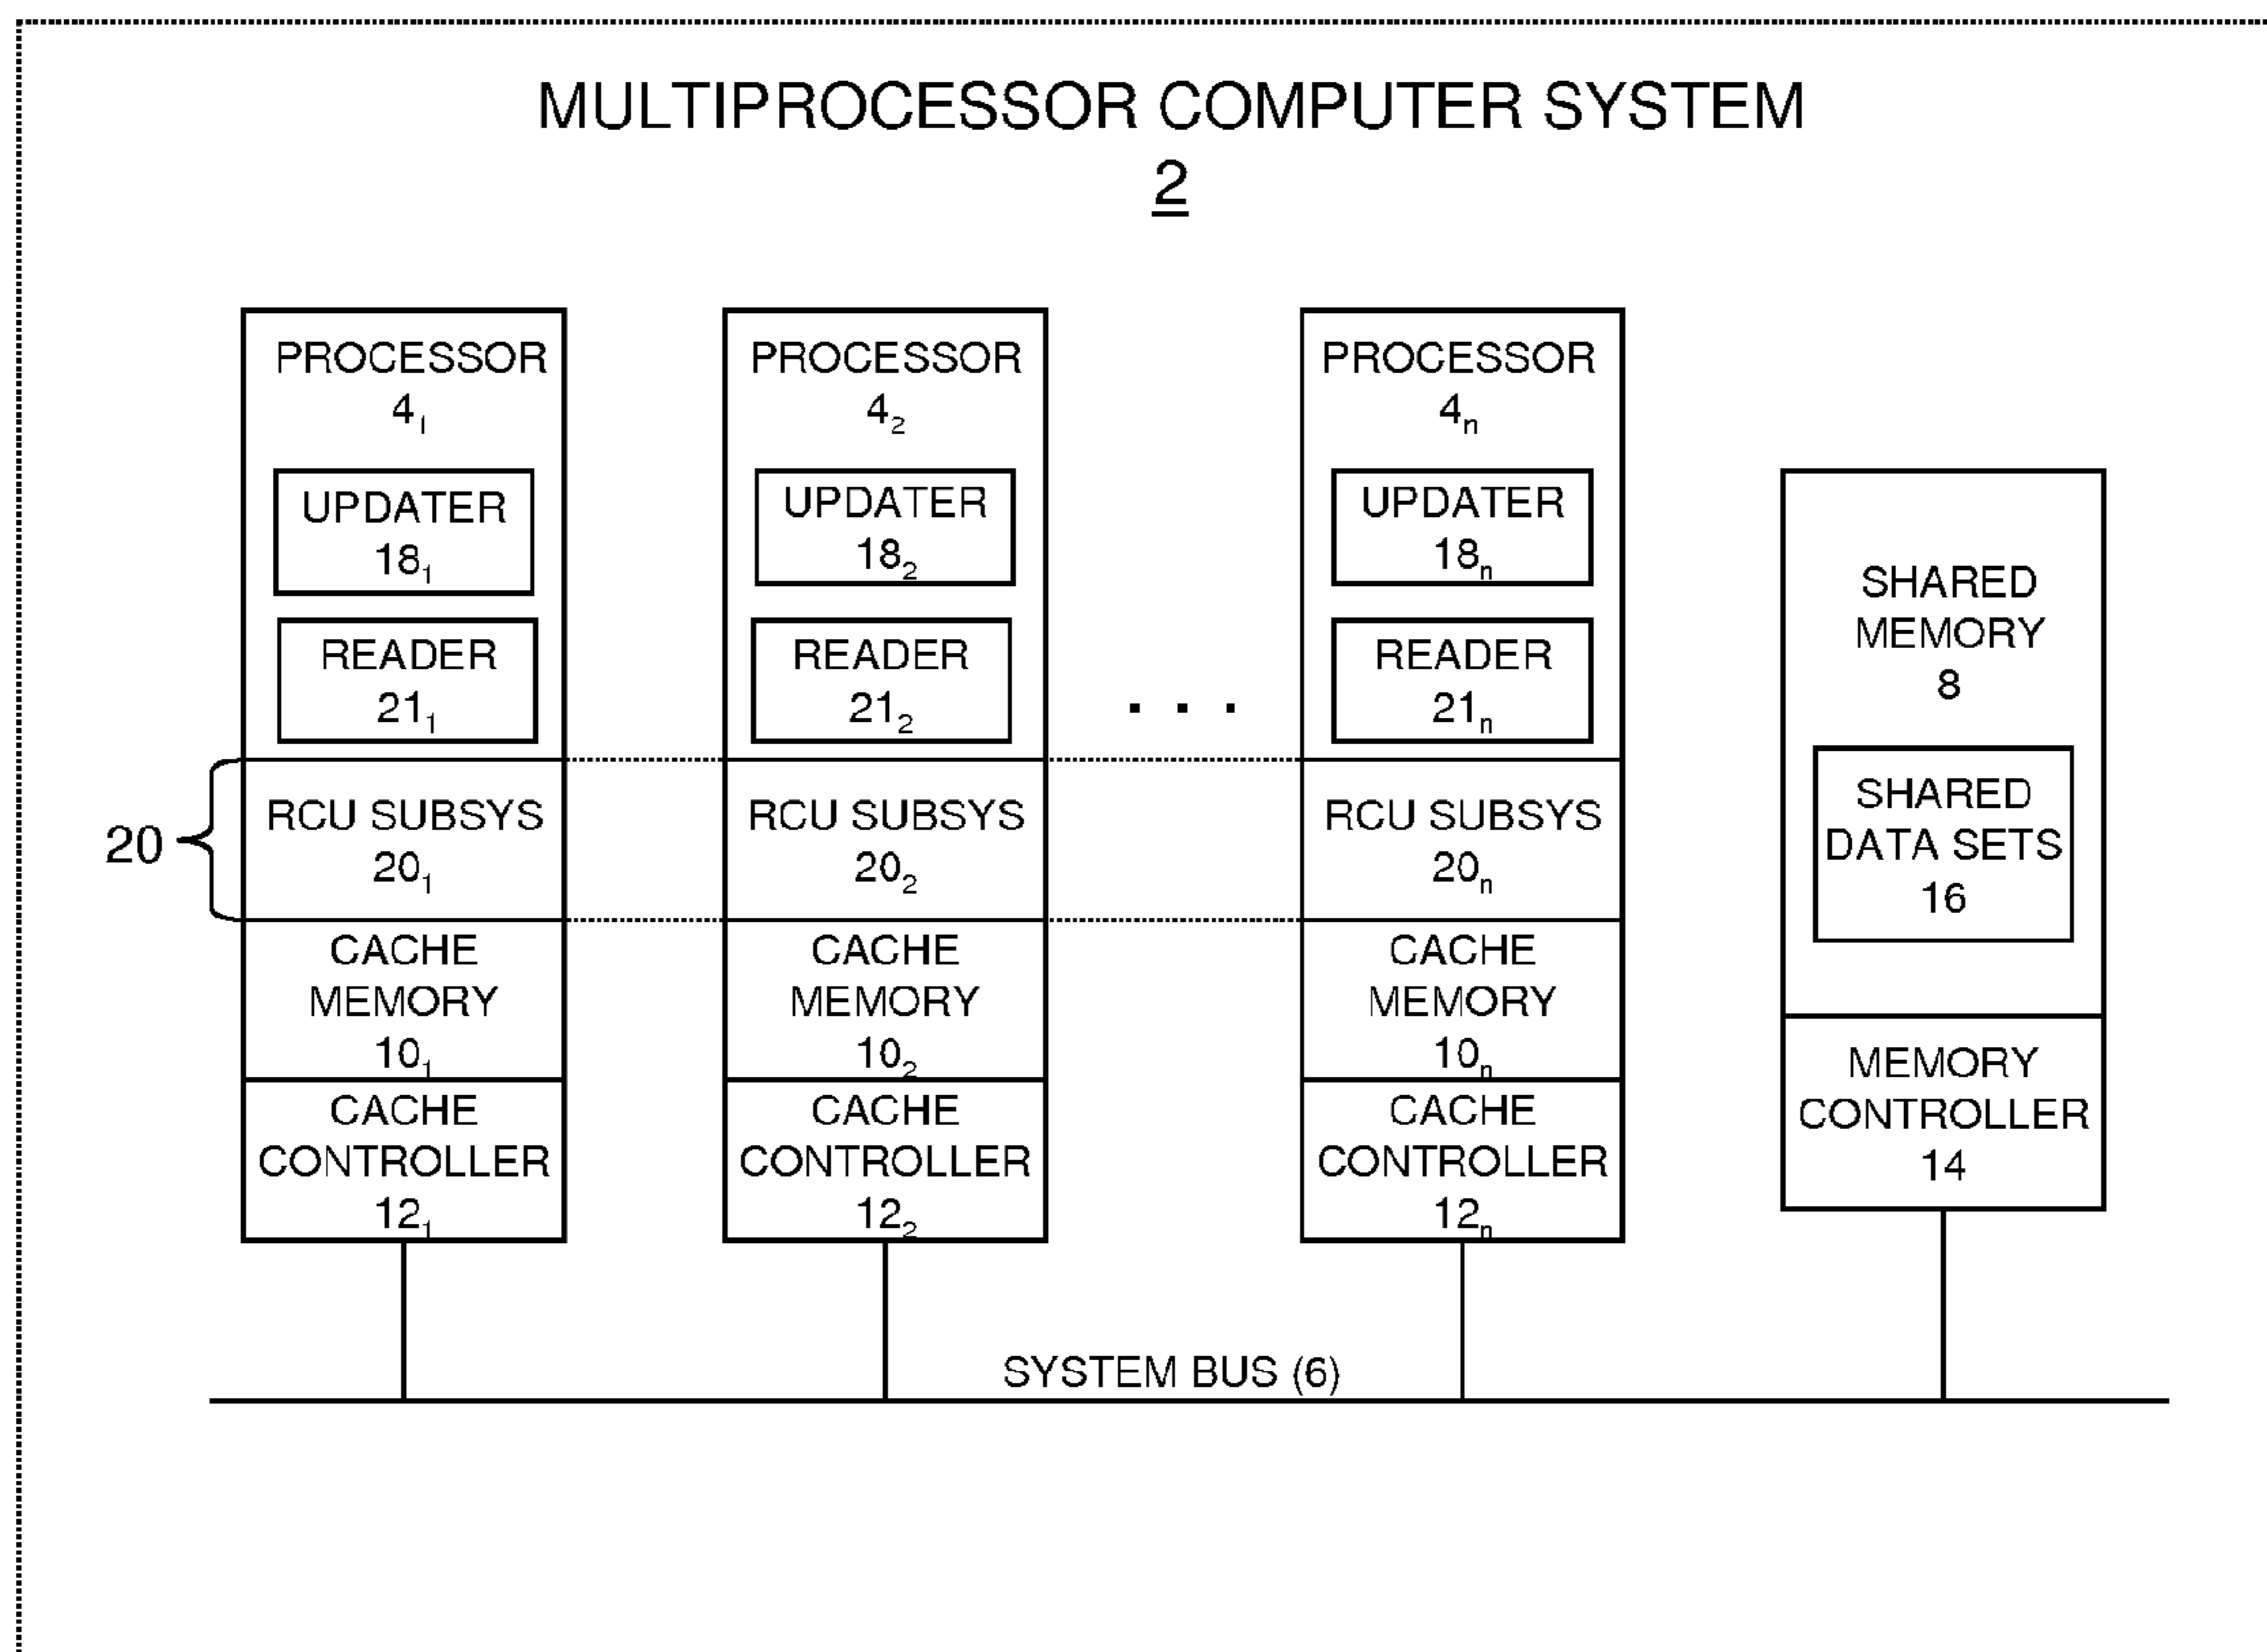 MULTIPROCESSOR COMPUTER SYSTEM
2
PROCESSOR
4₁
UPDATER
18₁
READER
21₁
RCU SUBSYS
20₁
CACHE
MEMORY
10₁
CACHE
CONTROLLER
12₁
PROCESSOR
4₂
UPDATER
18₂
READER
21₂
RCU SUBSYS
20₂
CACHE
MEMORY
10₂
CACHE
CONTROLLER
12₂
. . .
PROCESSOR
4ₙ
UPDATER
18ₙ
READER
21ₙ
RCU SUBSYS
20ₙ
CACHE
MEMORY
10ₙ
CACHE
CONTROLLER
12ₙ
SHARED
MEMORY
8
SHARED
DATA SETS
16
MEMORY
CONTROLLER
14
20
SYSTEM BUS (6)